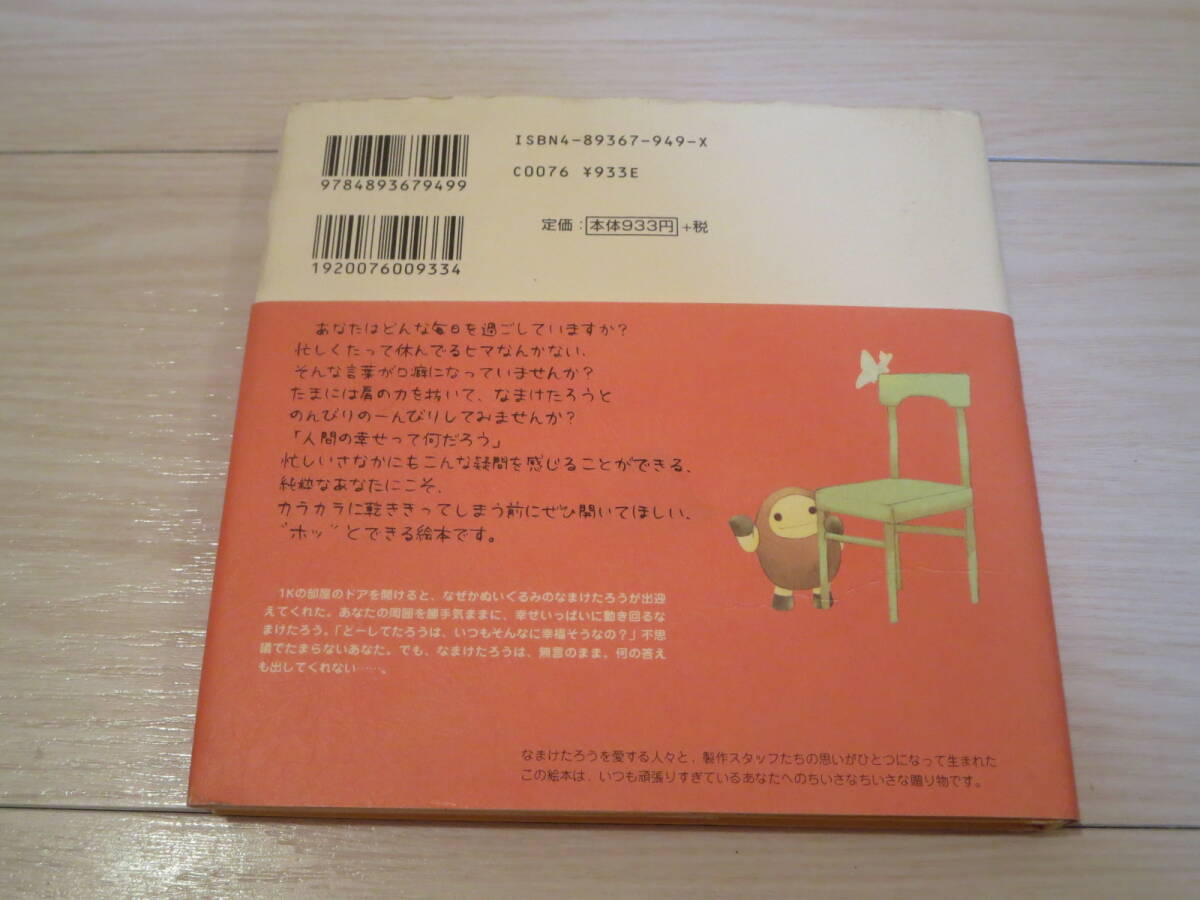 ISBN4-89367-949-X
9784893679499
C0076 ¥933E
定価：本体933円+税
1920076009334
あなたはどんな毎日を過ごしていますか？
忙しくたって休んでるヒマなんかない、
そんな言葉が口癖になっていませんか？
たまには肩の力を抜いて、なまけたろうと
のんびりのーんびりしてみませんか？
「人間の幸せって何だろう」
忙しいさなかにもこんな疑問を感じることができる、
純粋なあなたにこそ、
カラカラに乾ききってしまう前にぜひ開いてほしい、
“ホッ”とできる絵本です。
1Kの部屋のドアを開けると、なぜかぬいぐるみのなまけたろうが出迎
えてくれた。あなたの周囲を勝手気ままに、幸せいっぱいに動き回るな
まけたろう。「どーしてたろうは、いつもそんなに幸福そうなの？」不思
議でたまらないあなた。でも、なまけたろうは、無言のまま。何の答え
も出してくれない……。
なまけたろうを愛する人々と、製作スタッフたちの思いがひとつになって生まれた
この絵本は、いつも頑張りすぎているあなたへのちいさなちいさな贈り物です。